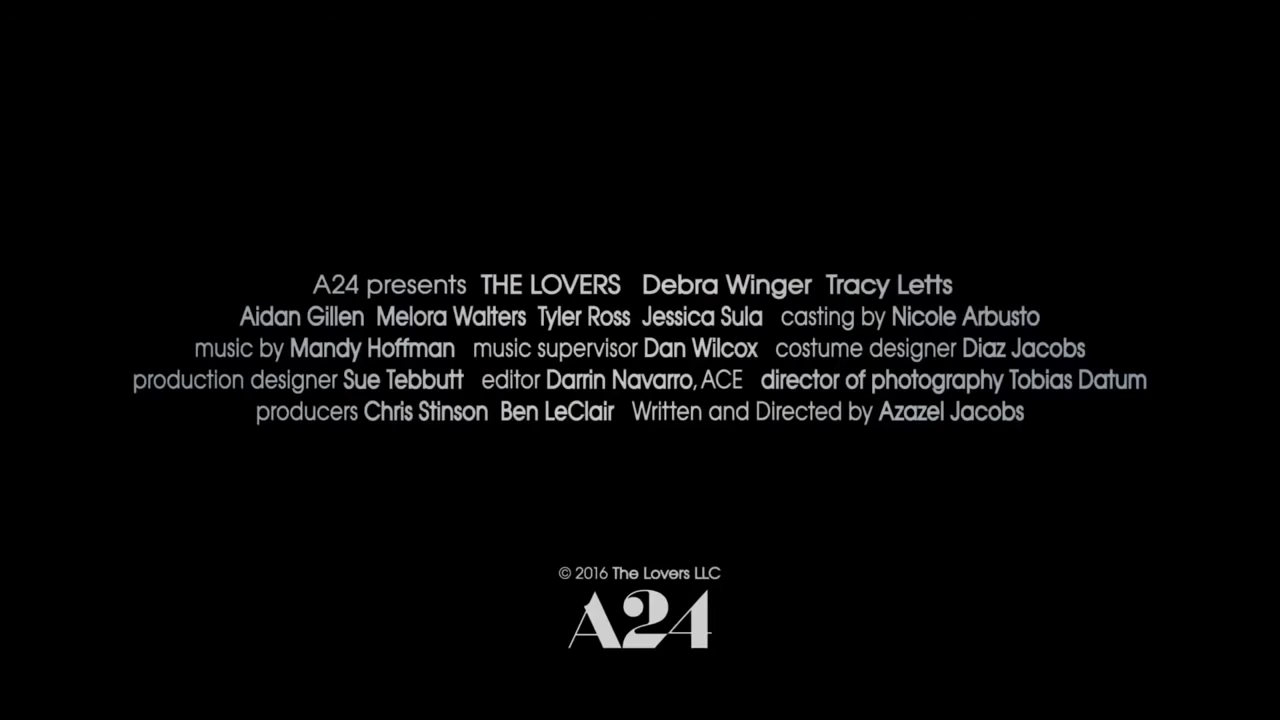 A24 presents THE LOVERS Debra Winger Tracy Letts
Aidan Gillen Melora Walters Tyler Ross Jessica Sula casting by Nicole Arbusto
music by Mandy Hoffman music supervisor Dan Wilcox costume designer Diaz Jacobs
production designer Sue Tebbutt editor Darrin Navarro, ACE director of photography Tobias Datum
producers Chris Stinson Ben LeClair Written and Directed by Azazel Jacobs
© 2016 The Lovers LLC
A24